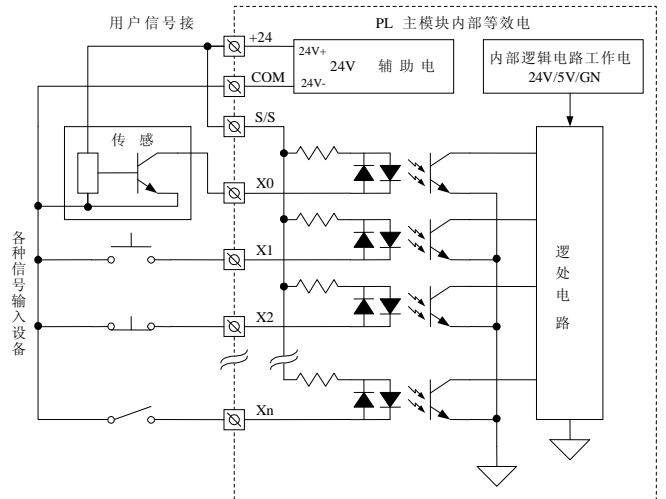 用户信号接
PL 主模块内部等效电
+24
24V+
24V
辅助电
COM
24V-
内部逻辑电路工作电
24V/5V/GN
S/S
传感
X0
X1
X2
Xn
各种信号输入设备
逻处电路